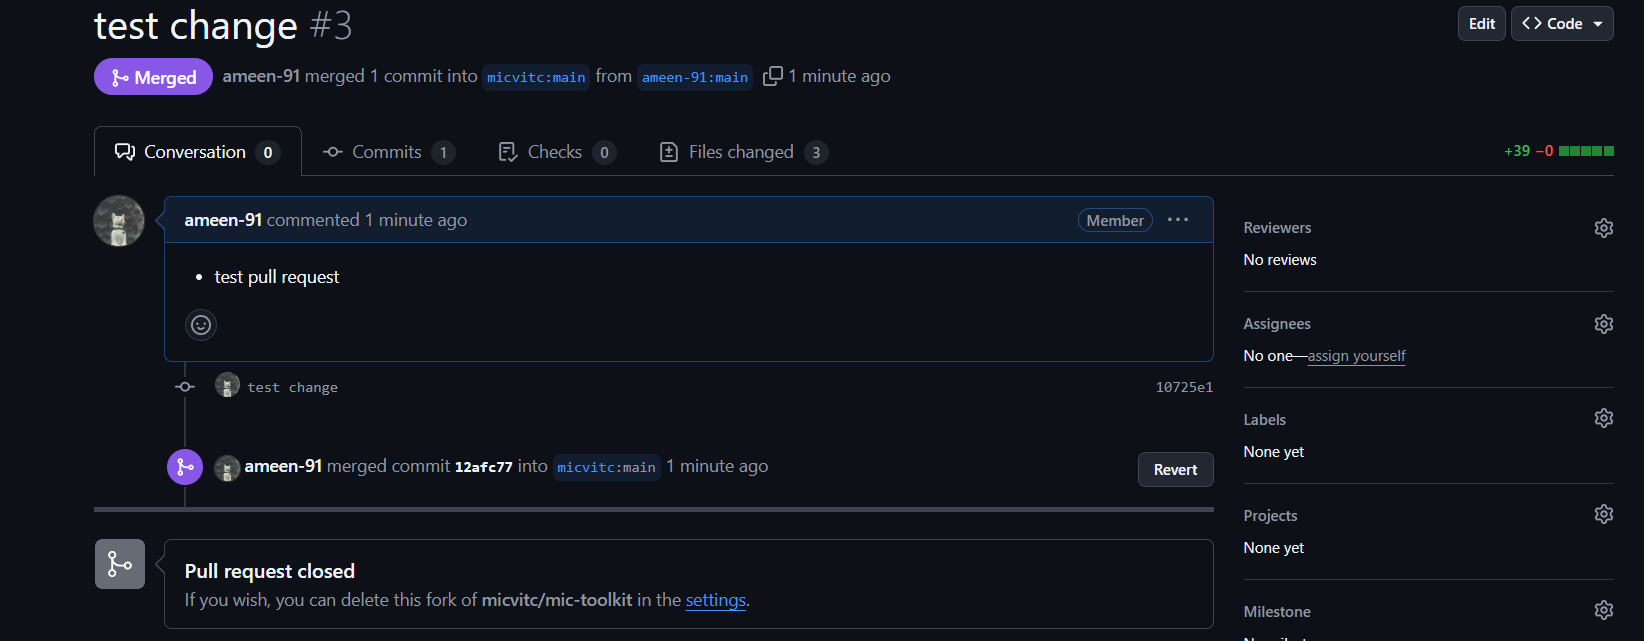 test change #3
Edit
Code
Merged
ameen-91 merged 1 commit into micvitc:main from ameen-91:main 1 minute ago
Conversation 0
Commits 1
Checks 0
Files changed 3
+39 −0
ameen-91 commented 1 minute ago
Member
test pull request
test change
10725e1
ameen-91 merged commit 12afc77 into micvitc:main 1 minute ago
Revert
Pull request closed
If you wish, you can delete this fork of micvitc/mic-toolkit in the settings.
Reviewers
No reviews
Assignees
No one—assign yourself
Labels
None yet
Projects
None yet
Milestone